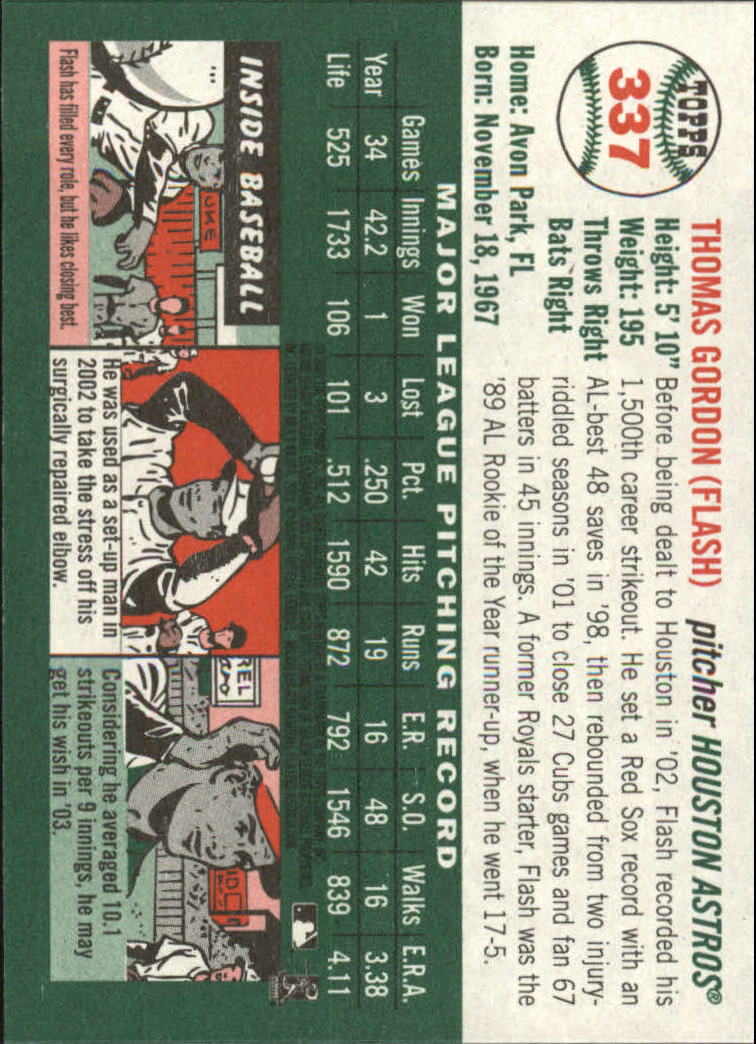 TOPPS
337
THOMAS GORDON (FLASH) pitcher HOUSTON ASTROS®
Height: 5' 10"
Weight: 195
Throws Right
Bats Right
Home: Avon Park, FL
Born: November 18, 1967
Before being dealt to Houston in '02, Flash recorded his
1,500th career strikeout. He set a Red Sox record with an
AL-best 48 saves in '98, then rebounded from two injury-
riddled seasons in '01 to close 27 Cubs games and fan 67
batters in 45 innings. A former Royals starter, Flash was the
'89 AL Rookie of the Year runner-up, when he went 17-5.
MAJOR LEAGUE PITCHING RECORD
Games Innings Won Lost Pct. Hits Runs E.R. S.O. Walks E.R.A.
Year 34 42.2 1 3 .250 42 19 16 48 16 3.38
Life 525 1733 106 101 .512 1590 872 792 1546 839 4.11
INSIDE BASEBALL
...
UKE
Flash has filled every role, but he likes closing best.
He was used as a set-up man in
2002 to take the stress off his
surgically repaired elbow.
REL
Considering he averaged 10.1
strikeouts per 9 innings, he may
get his wish in '03.